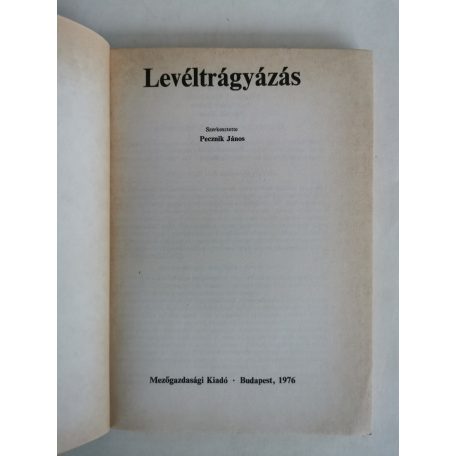 Levéltrágyázás
Szerkesztette
Pecznik János
Mezőgazdasági Kiadó · Budapest, 1976